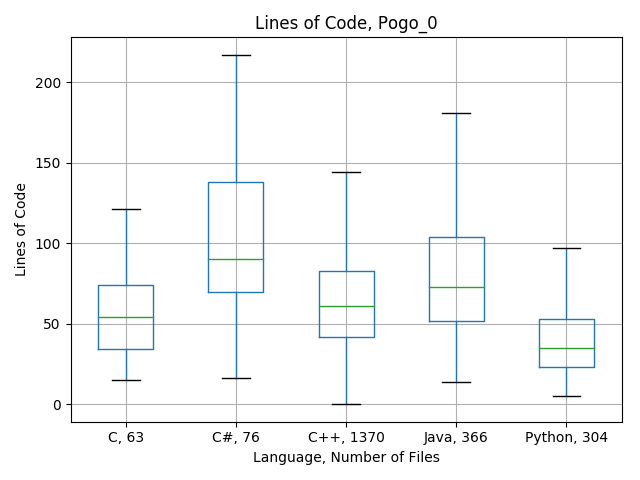 Lines of Code, Pogo_0
Lines of Code
200
150
100
50
0
C, 63 C#, 76 C++, 1370 Java, 366 Python, 304
Language, Number of Files